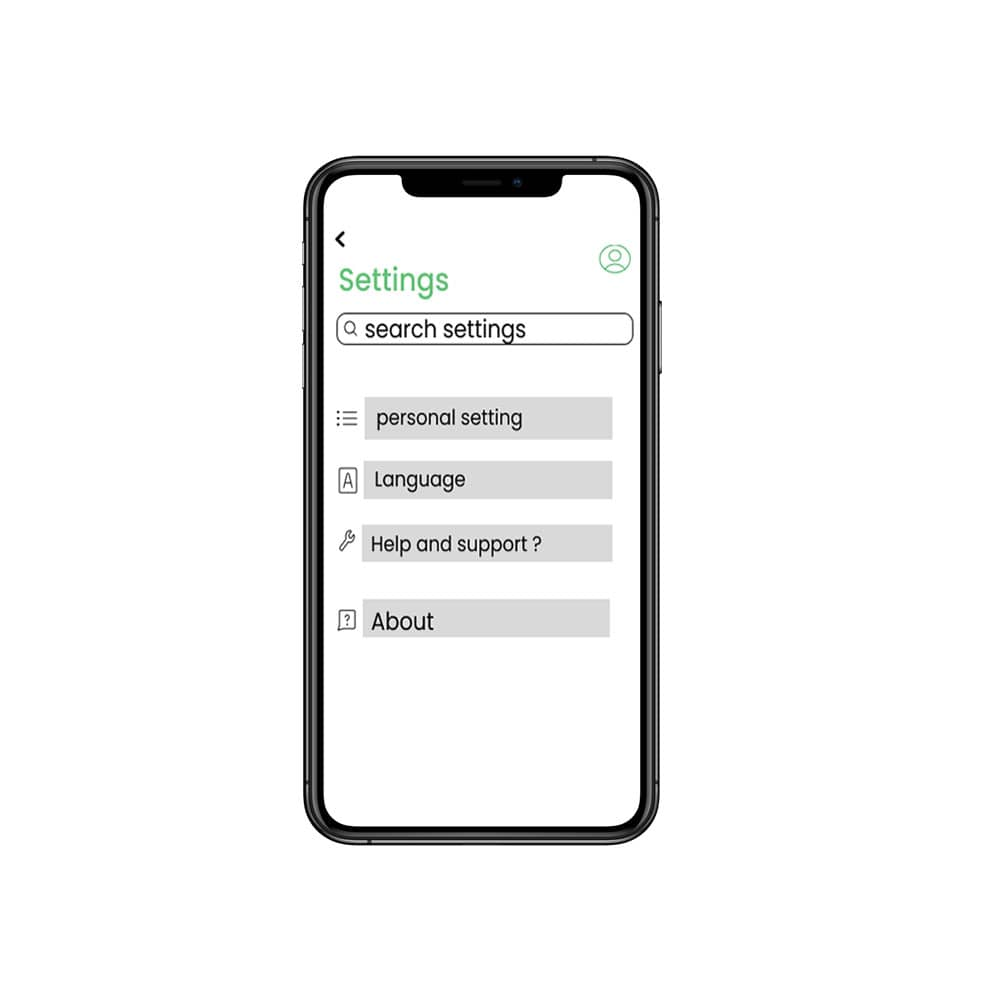 Settings
search settings
personal setting
Language
Help and support ?
About